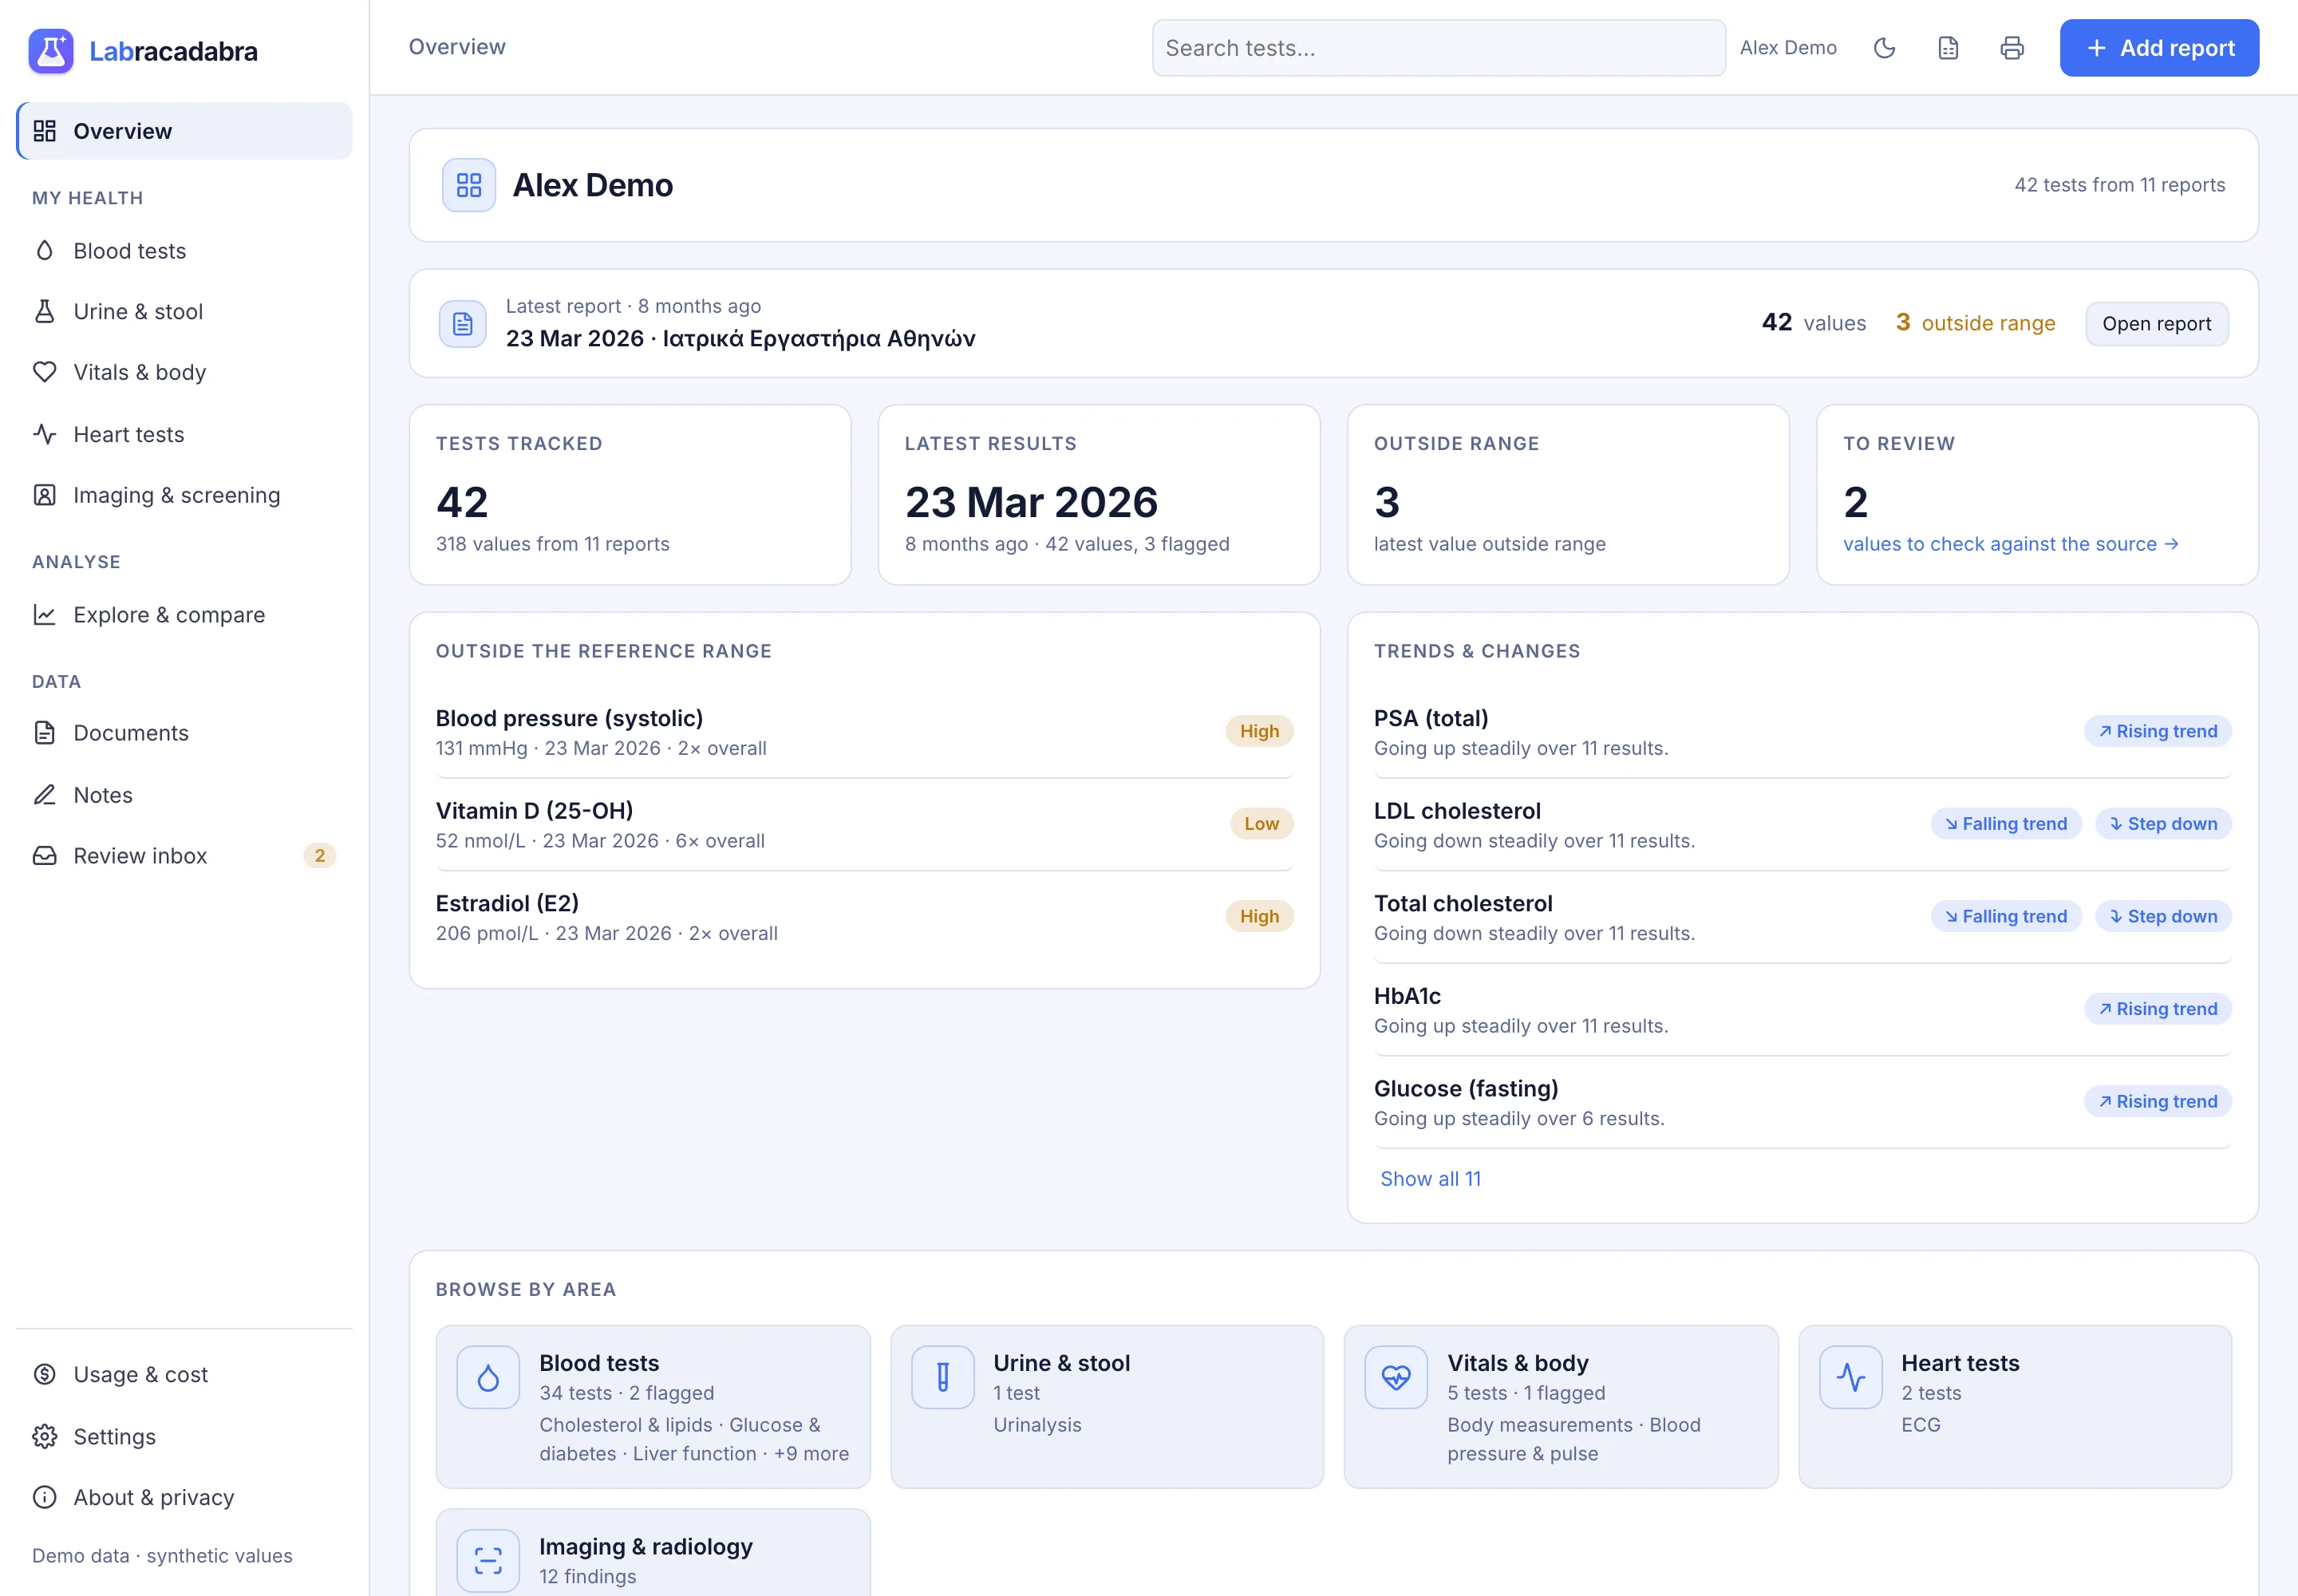 Labracadabra
Overview
MY HEALTH
Blood tests
Urine & stool
Vitals & body
Heart tests
Imaging & screening
ANALYSE
Explore & compare
DATA
Documents
Notes
Review inbox 2
Usage & cost
Settings
About & privacy
Demo data · synthetic values
Overview
Search tests...
Alex Demo
+ Add report
Alex Demo
42 tests from 11 reports
Latest report · 8 months ago
23 Mar 2026 · Ιατρικά Εργαστήρια Αθηνών
42 values 3 outside range Open report
TESTS TRACKED
42
318 values from 11 reports
LATEST RESULTS
23 Mar 2026
8 months ago · 42 values, 3 flagged
OUTSIDE RANGE
3
latest value outside range
TO REVIEW
2
values to check against the source →
OUTSIDE THE REFERENCE RANGE
Blood pressure (systolic)
131 mmHg · 23 Mar 2026 · 2× overall
High
Vitamin D (25-OH)
52 nmol/L · 23 Mar 2026 · 6× overall
Low
Estradiol (E2)
206 pmol/L · 23 Mar 2026 · 2× overall
High
TRENDS & CHANGES
PSA (total)
Going up steadily over 11 results.
↗ Rising trend
LDL cholesterol
Going down steadily over 11 results.
↘ Falling trend ⤵ Step down
Total cholesterol
Going down steadily over 11 results.
↘ Falling trend ⤵ Step down
HbA1c
Going up steadily over 11 results.
↗ Rising trend
Glucose (fasting)
Going up steadily over 6 results.
↗ Rising trend
Show all 11
BROWSE BY AREA
Blood tests
34 tests · 2 flagged
Cholesterol & lipids · Glucose &
diabetes · Liver function · +9 more
Urine & stool
1 test
Urinalysis
Vitals & body
5 tests · 1 flagged
Body measurements · Blood
pressure & pulse
Heart tests
2 tests
ECG
Imaging & radiology
12 findings